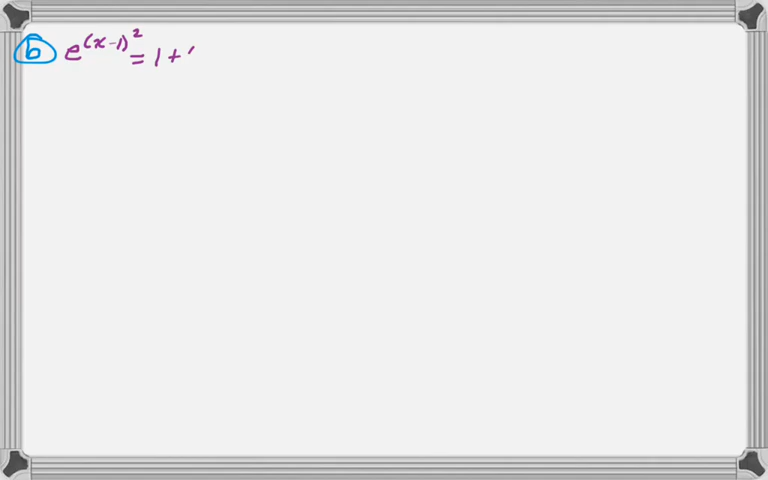 b e^{(x-1)^2} = 1 +